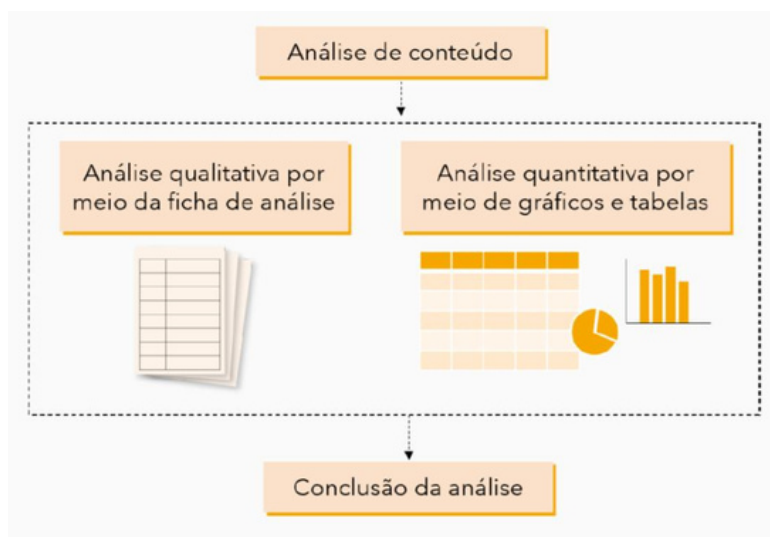 Análise de conteúdo
Análise qualitativa por
meio da ficha de análise
Análise quantitativa por
meio de gráficos e tabelas
Conclusão da análise